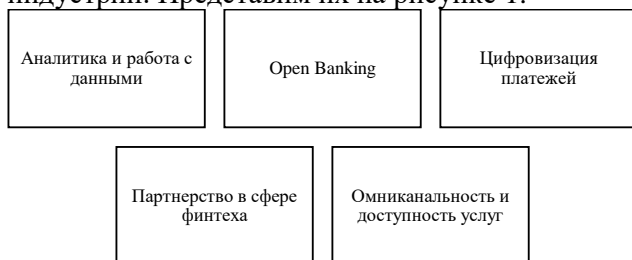 индустрии. Представим их на рисунке 1.
Аналитика и работа с
данными
Open Banking
Цифровизация
платежей
Партнерство в сфере
финтеха
Омниканальность и
доступность услуг